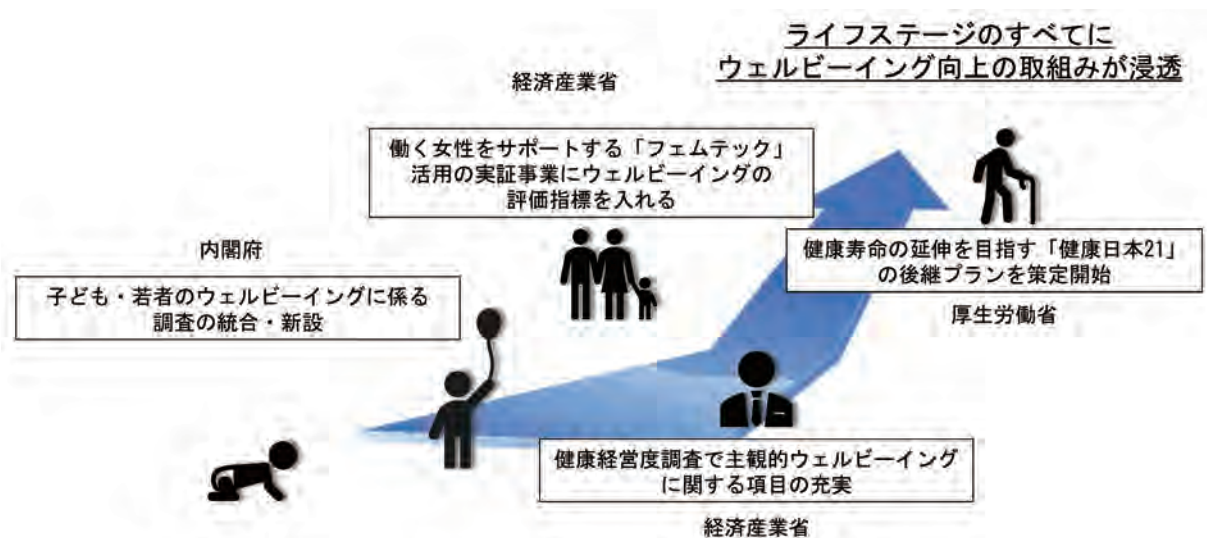 ライフステージのすべてに
ウェルビーイング向上の取組みが浸透
経済産業省
働く女性をサポートする「フェムテック」
活用の実証事業にウェルビーイングの
評価指標を入れる
内閣府
子ども・若者のウェルビーイングに係る
調査の統合・新設
健康寿命の延伸を目指す「健康日本21」
の後継プランを策定開始
厚生労働省
健康経営度調査で主観的ウェルビーイング
に関する項目の充実
経済産業省